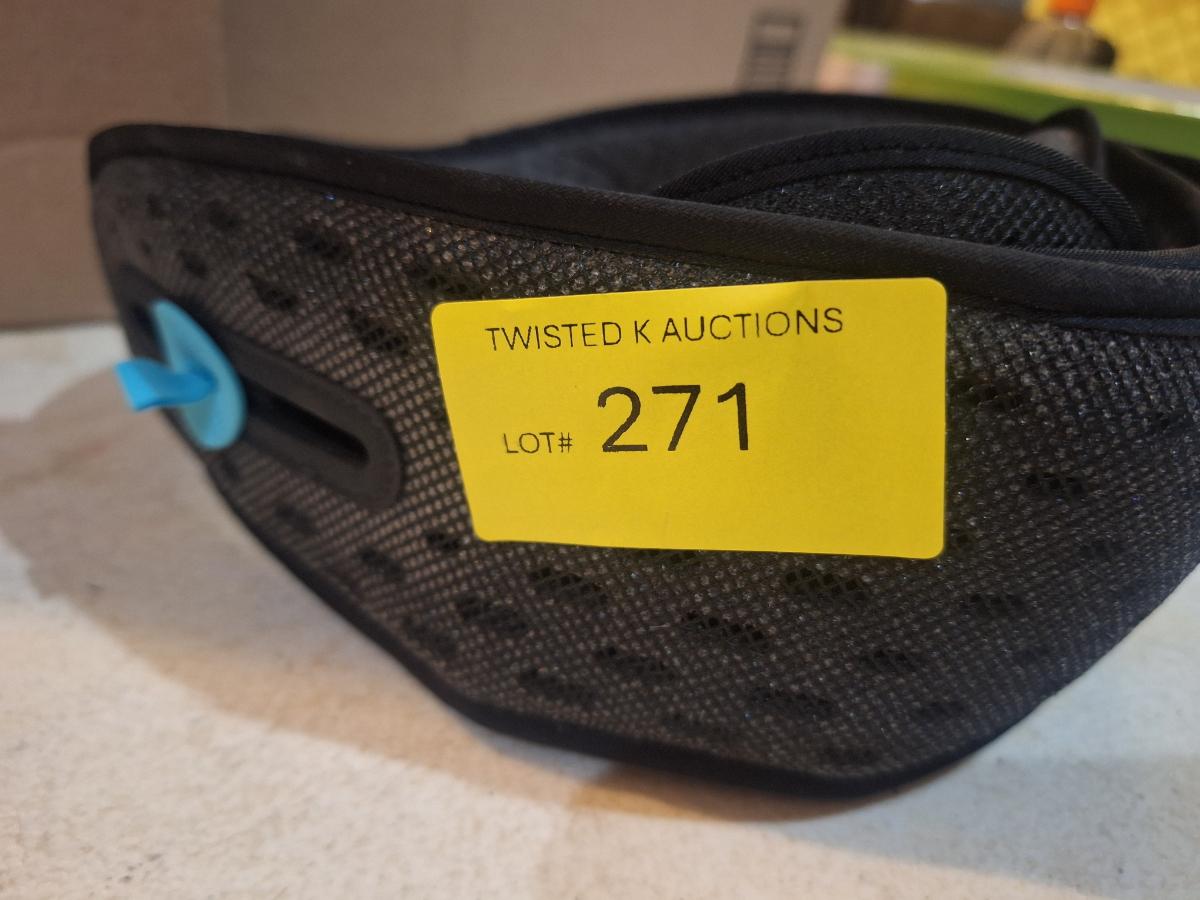 TWISTED K AUCTIONS
LOT# 271